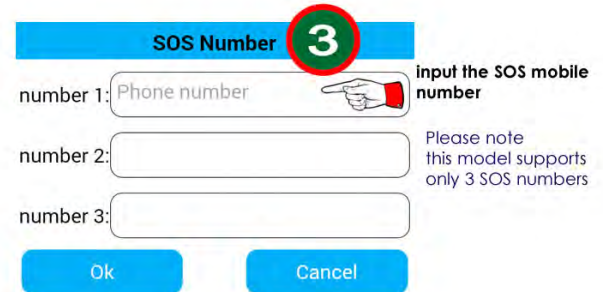 SOS Number 3
number 1: Phone number
input the SOS mobile
number
number 2:
Please note
this model supports
only 3 SOS numbers
number 3:
Ok Cancel